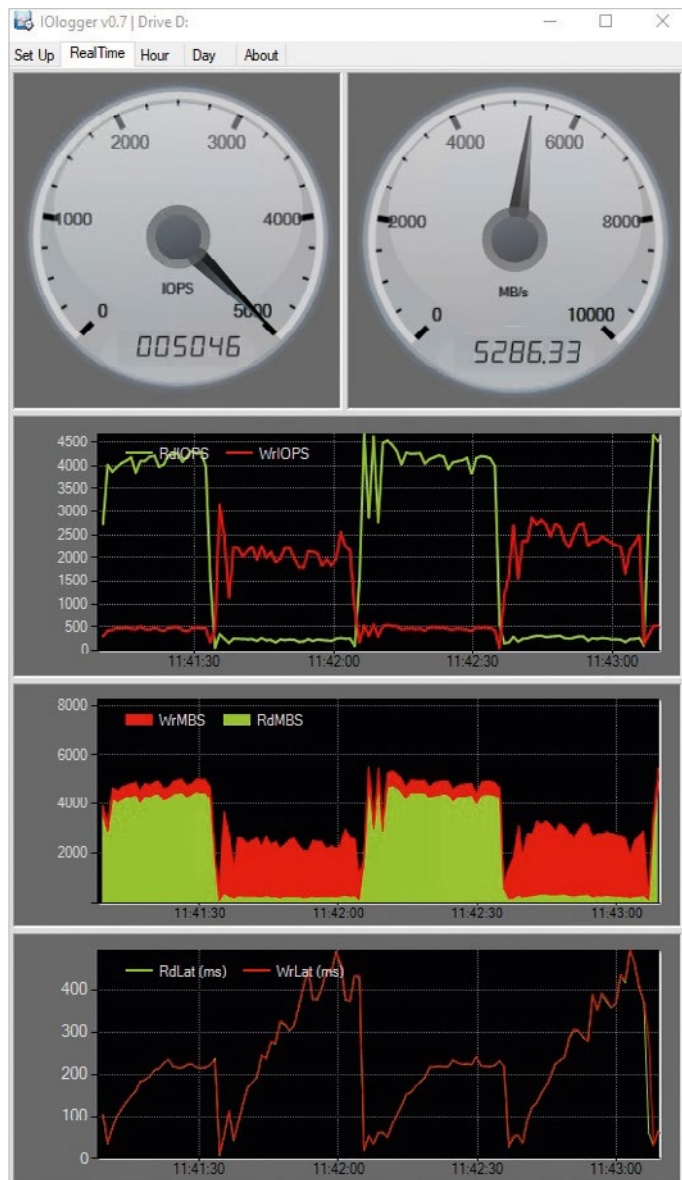 IOlogger v0.7 | Drive D:
Set Up RealTime Hour Day About
2000 3000
1000 4000
IOPS
0 5000
005046
4000 6000
2000 8000
MB/s
0 10000
5286.33
RdIOPS WrIOPS
4500
4000
3500
3000
2500
2000
1500
1000
500
0
11:41:30 11:42:00 11:42:30 11:43:00
8000
WrMBS RdMBS
6000
4000
2000
11:41:30 11:42:00 11:42:30 11:43:00
RdLat (ms) WrLat (ms)
400
300
200
100
0
11:41:30 11:42:00 11:42:30 11:43:00